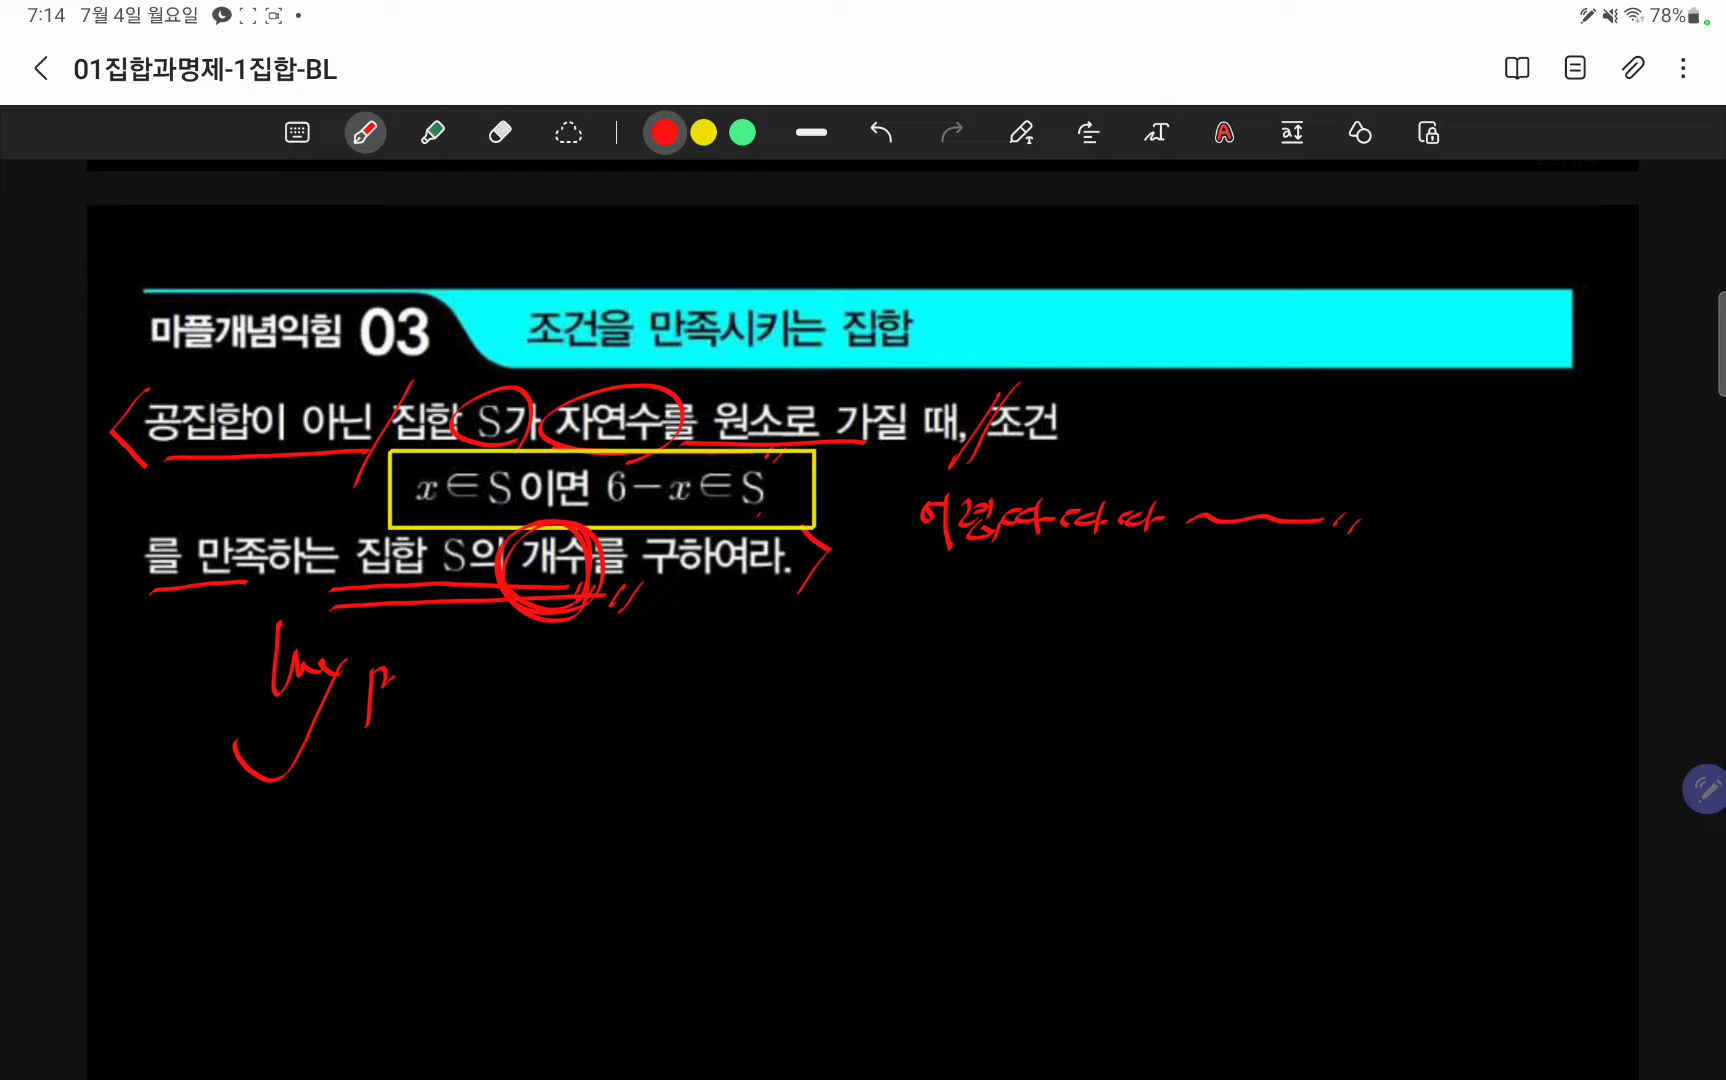 7:14 7월 4일 월요일
78%
01집합과명제-1집합-BL
마플개념익힘 03 조건을 만족시키는 집합
공집합이 아닌 집합 S가 자연수를 원소로 가질 때, 조건
x∈S 이면 6−x∈S
를 만족하는 집합 S의 개수를 구하여라.